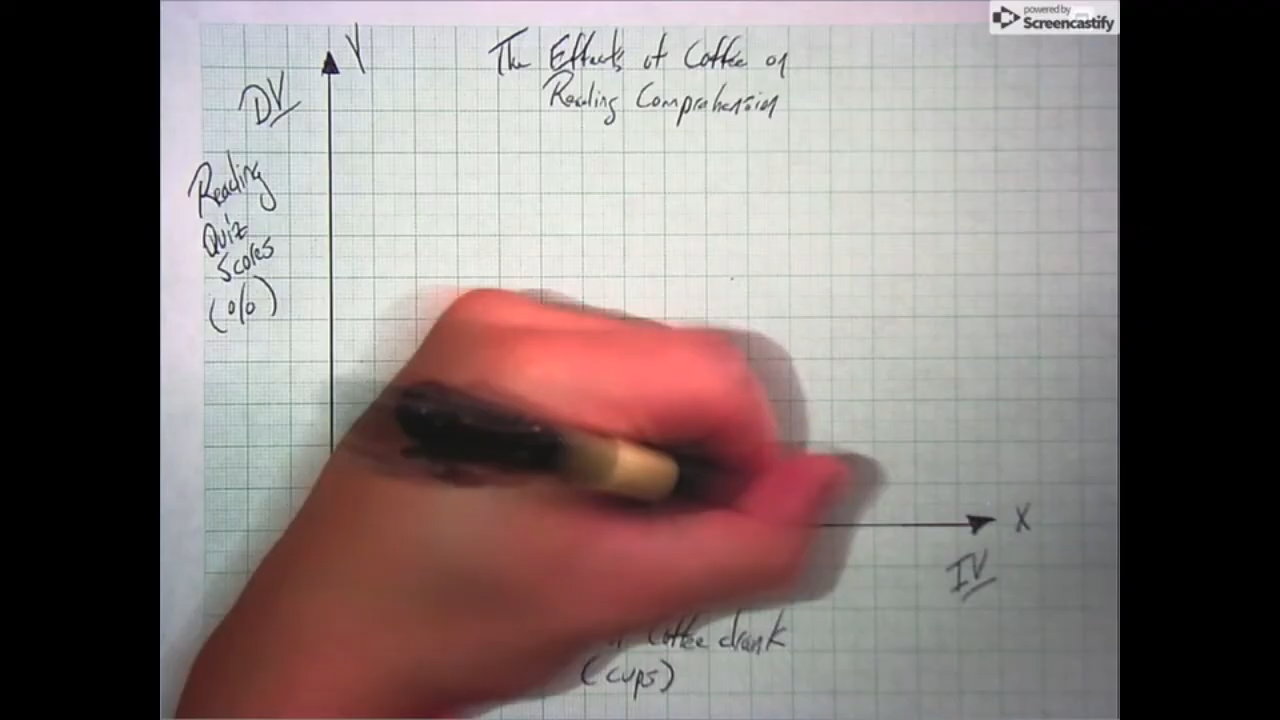 powered by
Screencastify
Y
DV
The Effects of Coffee on
Reading Comprehension
Reading
Quiz
Scores
(%)
X
IV
Coffee drank
(cups)